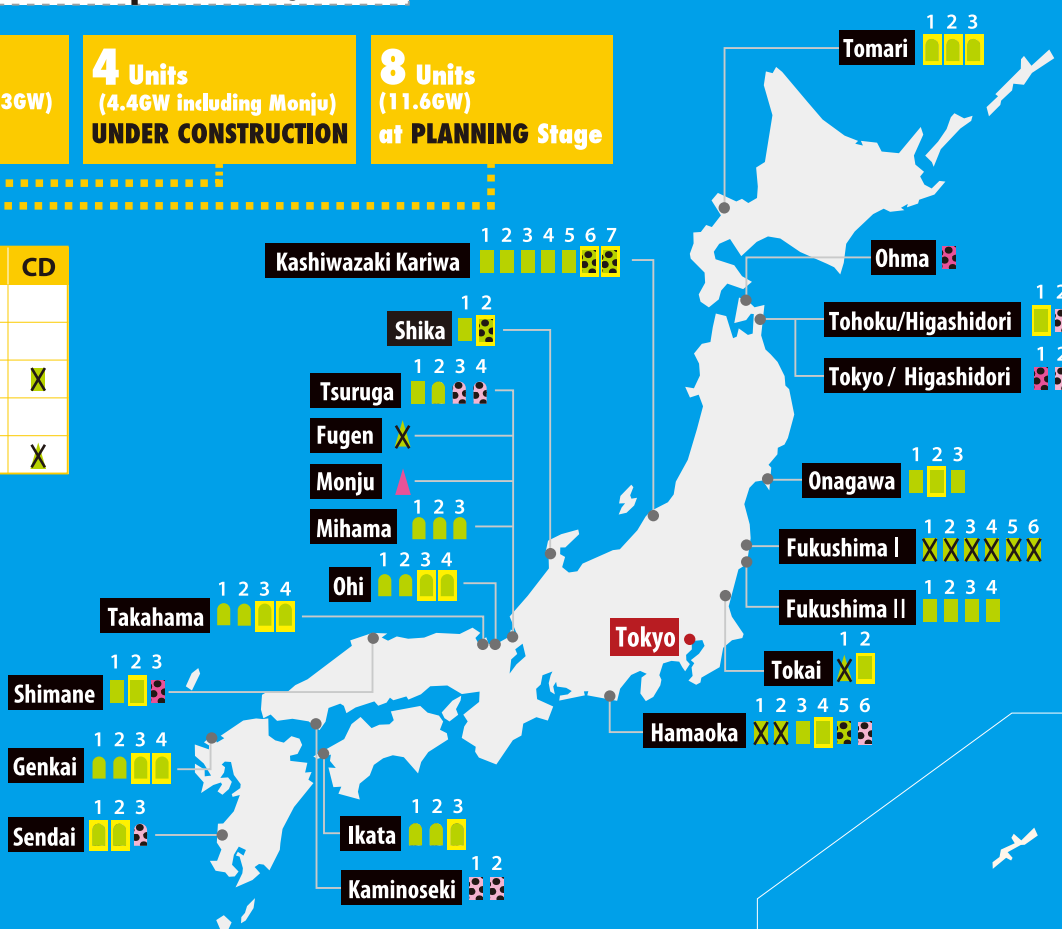 3GW)
4 Units
(4.4GW including Monju)
UNDER CONSTRUCTION
8 Units
(11.6GW)
at PLANNING Stage
CD
1 2 3
Tomari
1 2 3 4 5 6 7
Kashiwazaki Kariwa
Ohma
1 2
Shika
1 2
Tohoku/Higashidori
1 2
Tokyo / Higashidori
1 2 3 4
Tsuruga
Fugen
Monju
1 2 3
Mihama
1 2 3
Onagawa
1 2 3 4 5 6
Fukushima I
1 2 3 4
Ohi
1 2 3 4
Fukushima II
1 2 3 4
Takahama
Tokyo
1 2
Tokai
1 2 3
Shimane
1 2 3 4 5 6
Hamaoka
1 2 3 4
Genkai
1 2 3
Sendai
1 2 3
Ikata
1 2
Kaminoseki